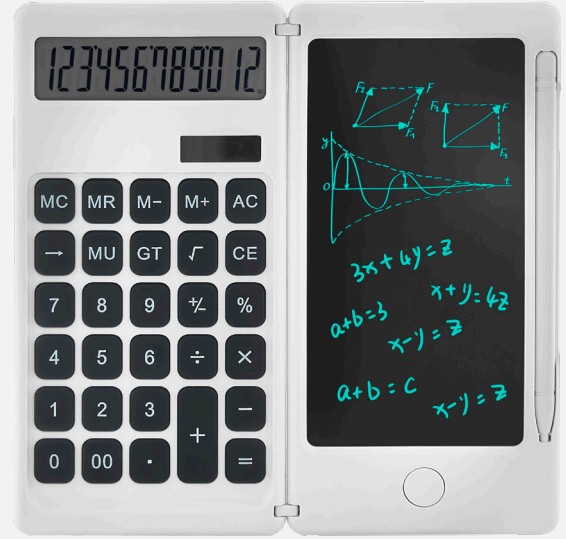 123456789012.
MC MR M− M+ AC
→ MU GT √ CE
7 8 9 +/− %
4 5 6 ÷ ×
1 2 3 + −
0 00 . =
F₂ F
F₁
F₂ F
F₁
y
0 t
3x+4y=z
x+y=4z
a+b=3
x-y=z
a+b=c
x-y=z